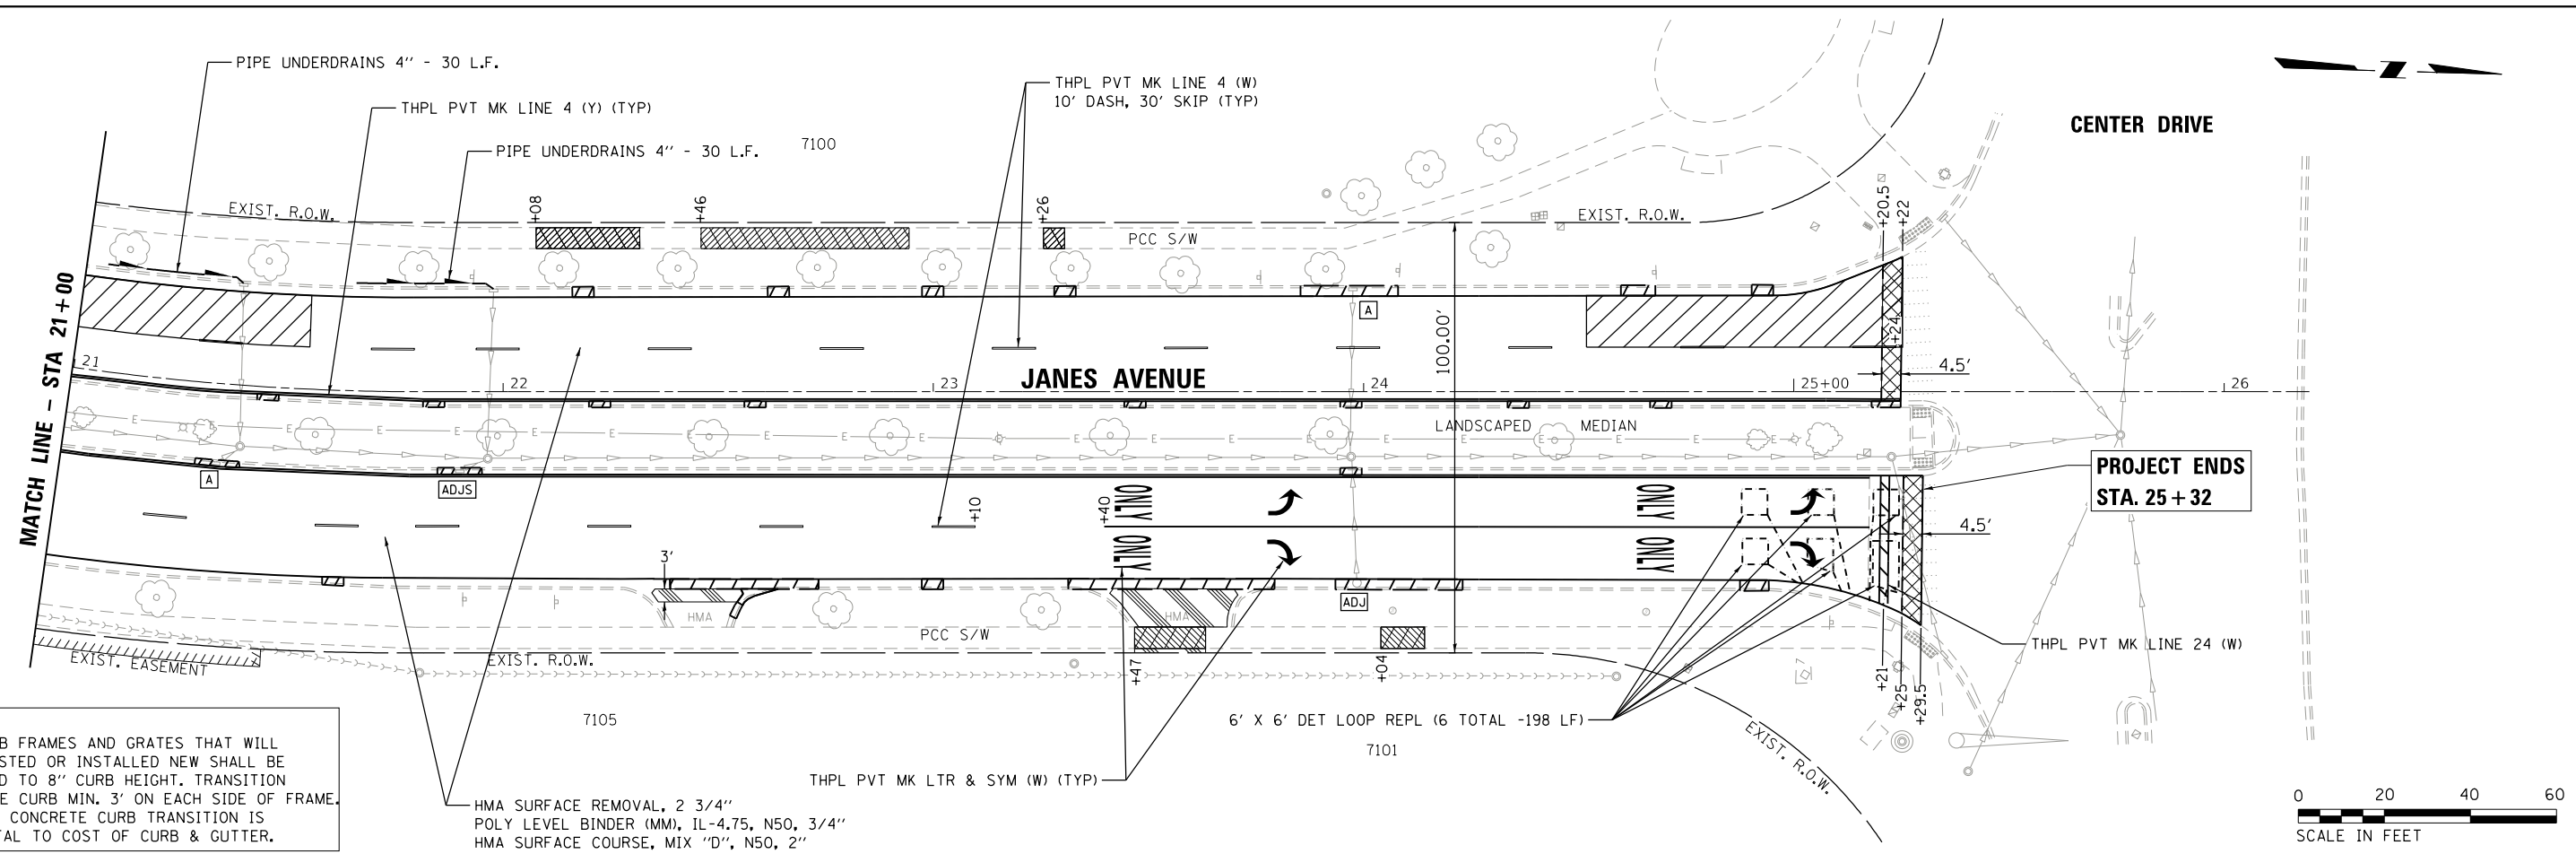 PIPE UNDERDRAINS 4'' - 30 L.F.
THPL PVT MK LINE 4 (Y) (TYP)
PIPE UNDERDRAINS 4'' - 30 L.F.
7100
THPL PVT MK LINE 4 (W)
10' DASH, 30' SKIP (TYP)
CENTER DRIVE
EXIST. R.O.W.
+08
+46
+26
EXIST. R.O.W.
PCC S/W
+20.5
+22
+24
4.5'
A
100.00'
MATCH LINE - STA 21+00
21
22
23
JANES AVENUE
24
25+00
26
E E E E E E E E E E E E E E E E
LANDSCAPED MEDIAN
A
ADJS
+10
+40
ONLY
ONLY
ONLY
ONLY
PROJECT ENDS
STA. 25+32
4.5'
3'
HMA
HMA
ADJ
PCC S/W
EXIST. R.O.W.
EXIST. EASEMENT
+47
+04
+21
+25
+29.5
THPL PVT MK LINE 24 (W)
7105
6' X 6' DET LOOP REPL (6 TOTAL -198 LF)
7101
EXIST. R.O.W.
THPL PVT MK LTR & SYM (W) (TYP)
HMA SURFACE REMOVAL, 2 3/4''
POLY LEVEL BINDER (MM), IL-4.75, N50, 3/4''
HMA SURFACE COURSE, MIX "D", N50, 2''
B FRAMES AND GRATES THAT WILL
STED OR INSTALLED NEW SHALL BE
D TO 8'' CURB HEIGHT. TRANSITION
E CURB MIN. 3' ON EACH SIDE OF FRAME.
CONCRETE CURB TRANSITION IS
TAL TO COST OF CURB & GUTTER.
0 20 40 60
SCALE IN FEET